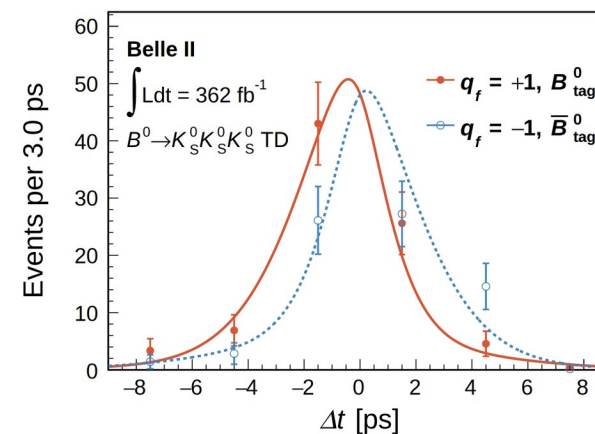 Belle II
∫Ldt = 362 fb⁻¹
B⁰→K_S⁰K_S⁰K_S⁰ TD
q_f = +1, B⁰_tag
q_f = −1, B̅⁰_tag
Events per 3.0 ps
60
50
40
30
20
10
0
−8 −6 −4 −2 0 2 4 6 8
Δt [ps]